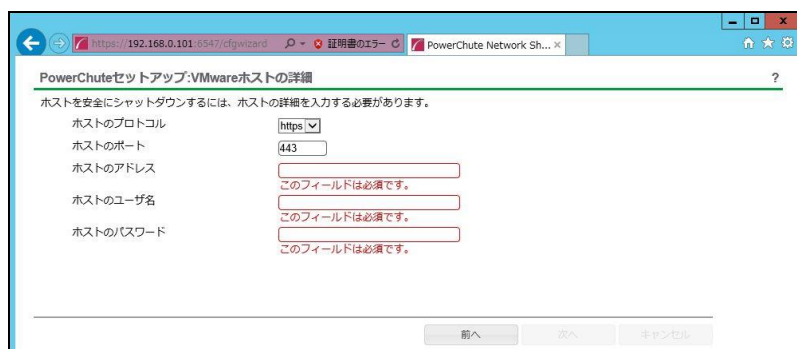 https://192.168.0.101:6547/cfgwizard
証明書のエラー
PowerChute Network Sh...
PowerChuteセットアップ:VMwareホストの詳細
?
ホストを安全にシャットダウンするには、ホストの詳細を入力する必要があります。
ホストのプロトコル
https
ホストのポート
443
ホストのアドレス
このフィールドは必須です。
ホストのユーザ名
このフィールドは必須です。
ホストのパスワード
このフィールドは必須です。
前へ
次へ
キャンセル